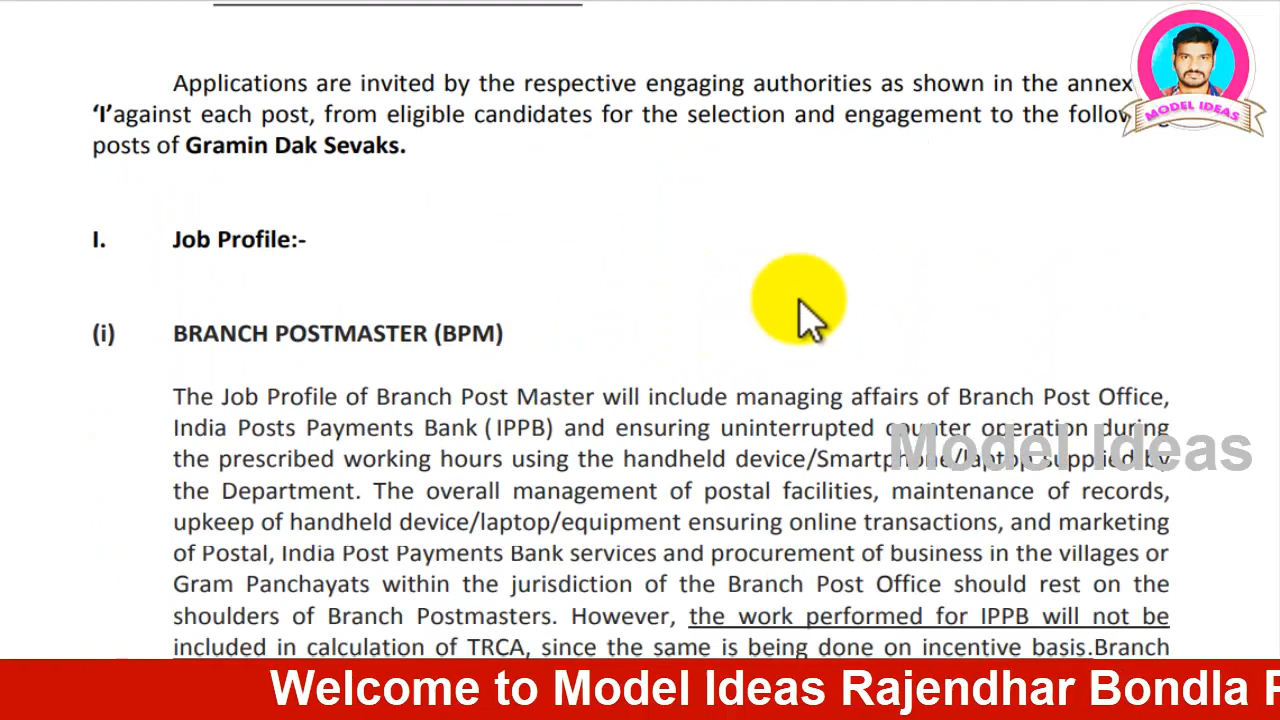 Applications are invited by the respective engaging authorities as shown in the annex
‘I’against each post, from eligible candidates for the selection and engagement to the following
posts of Gramin Dak Sevaks.
MODEL IDEAS
I. Job Profile:-
(i) BRANCH POSTMASTER (BPM)
The Job Profile of Branch Post Master will include managing affairs of Branch Post Office,
India Posts Payments Bank ( IPPB) and ensuring uninterrupted counter operation during
the prescribed working hours using the handheld device/Smartphone/laptop supplied by
Model Ideas
the Department. The overall management of postal facilities, maintenance of records,
upkeep of handheld device/laptop/equipment ensuring online transactions, and marketing
of Postal, India Post Payments Bank services and procurement of business in the villages or
Gram Panchayats within the jurisdiction of the Branch Post Office should rest on the
shoulders of Branch Postmasters. However, the work performed for IPPB will not be
included in calculation of TRCA, since the same is being done on incentive basis.Branch
Welcome to Model Ideas Rajendhar Bondla